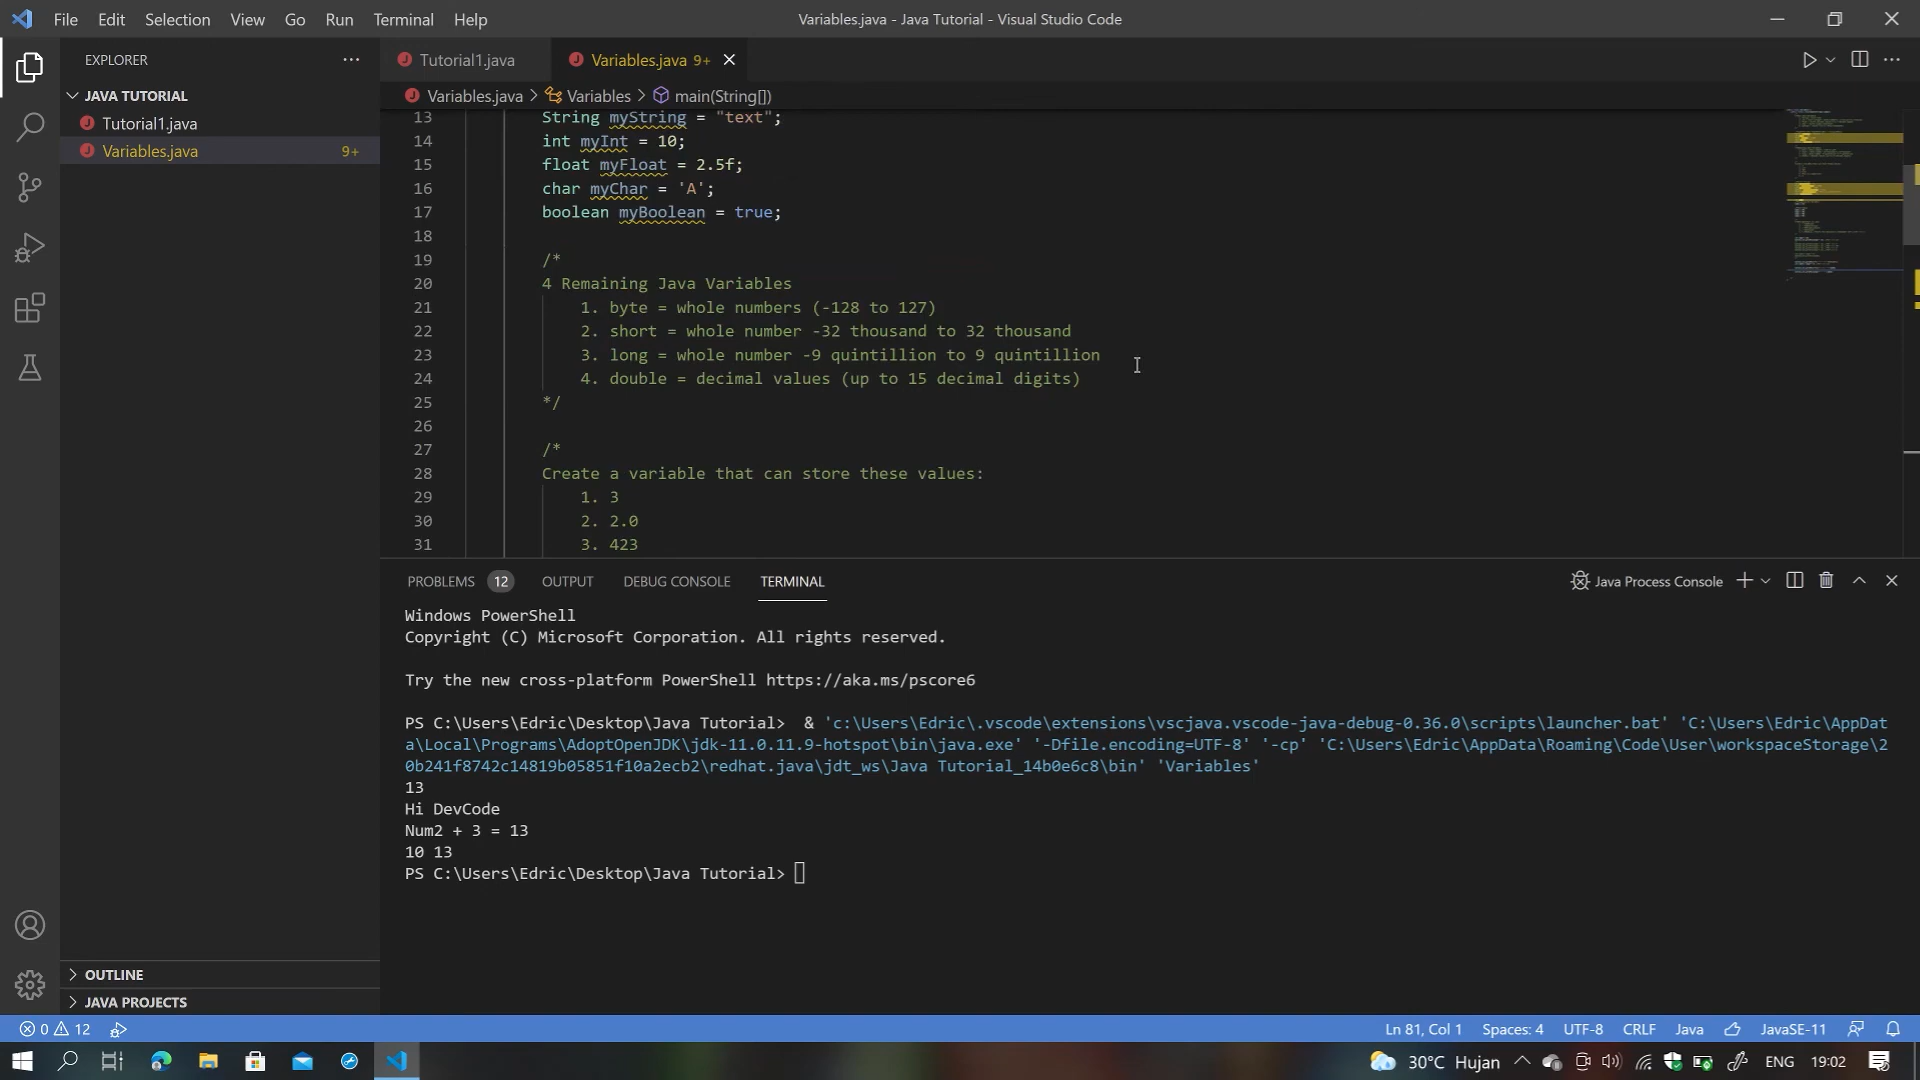 File Edit Selection View Go Run Terminal Help
Variables.java - Java Tutorial - Visual Studio Code
EXPLORER
JAVA TUTORIAL
Tutorial1.java
Variables.java 9+
OUTLINE
JAVA PROJECTS
Tutorial1.java
Variables.java 9+
Variables.java > Variables > main(String[])
13 String myString = "text";
14 int myInt = 10;
15 float myFloat = 2.5f;
16 char myChar = 'A';
17 boolean myBoolean = true;
18
19 /*
20 4 Remaining Java Variables
21 1. byte = whole numbers (-128 to 127)
22 2. short = whole number -32 thousand to 32 thousand
23 3. long = whole number -9 quintillion to 9 quintillion
24 4. double = decimal values (up to 15 decimal digits)
25 */
26
27 /*
28 Create a variable that can store these values:
29 1. 3
30 2. 2.0
31 3. 423
PROBLEMS 12 OUTPUT DEBUG CONSOLE TERMINAL
Java Process Console
Windows PowerShell
Copyright (C) Microsoft Corporation. All rights reserved.
Try the new cross-platform PowerShell https://aka.ms/pscore6
PS C:\Users\Edric\Desktop\Java Tutorial> & 'c:\Users\Edric\.vscode\extensions\vscjava.vscode-java-debug-0.36.0\scripts\launcher.bat' 'C:\Users\Edric\AppDat
a\Local\Programs\AdoptOpenJDK\jdk-11.0.11.9-hotspot\bin\java.exe' '-Dfile.encoding=UTF-8' '-cp' 'C:\Users\Edric\AppData\Roaming\Code\User\workspaceStorage\2
0b241f8742c14819b05851f10a2ecb2\redhat.java\jdt_ws\Java Tutorial_14b0e6c8\bin' 'Variables'
13
Hi DevCode
Num2 + 3 = 13
10 13
PS C:\Users\Edric\Desktop\Java Tutorial>
0 12
Ln 81, Col 1 Spaces: 4 UTF-8 CRLF Java JavaSE-11
30°C Hujan ENG 19:02